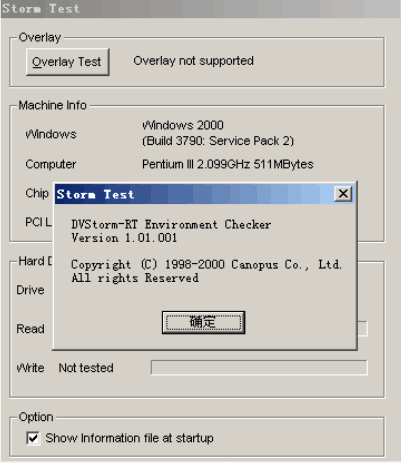 Storm Test
Overlay
Overlay Test
Overlay not supported
Machine Info
Windows
Windows 2000
(Build 3790: Service Pack 2)
Computer
Pentium III 2.099GHz 511MBytes
Chip
PCI L
Storm Test
DVStorm-RT Environment Checker
Version 1.01.001
Copyright (C) 1998-2000 Canopus Co., Ltd.
All rights Reserved
确定
Hard D
Drive
Read
Write
Not tested
Option
Show Information file at startup